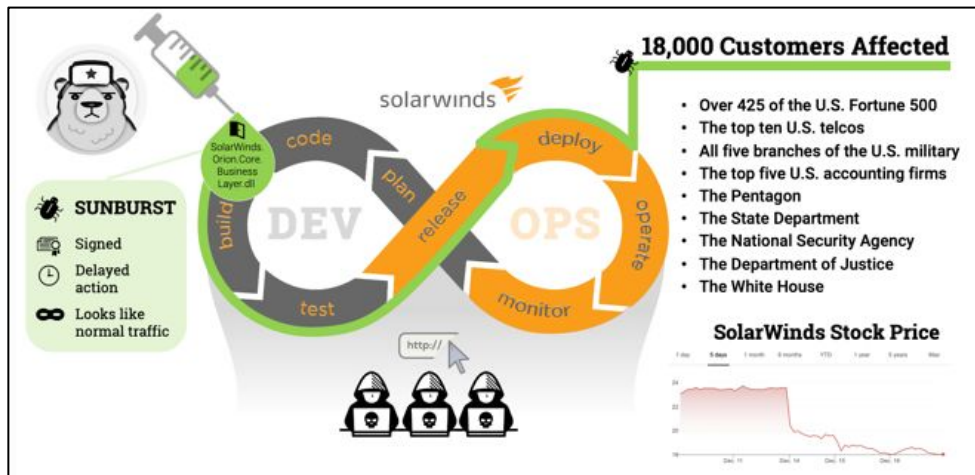 18,000 Customers Affected
solarwinds
SolarWinds.
Orion.Core.
Business
Layer.dll
code
plan
build
test
release
deploy
operate
monitor
DEV
OPS
SUNBURST
Signed
Delayed
action
Looks like
normal traffic
http://
• Over 425 of the U.S. Fortune 500
• The top ten U.S. telcos
• All five branches of the U.S. military
• The top five U.S. accounting firms
• The Pentagon
• The State Department
• The National Security Agency
• The Department of Justice
• The White House
SolarWinds Stock Price
1 day 5 days 1 month 6 months YTD 1 year 5 years Max
24
22
20
18
Dec. 11 Dec. 14 Dec. 15 Dec. 16